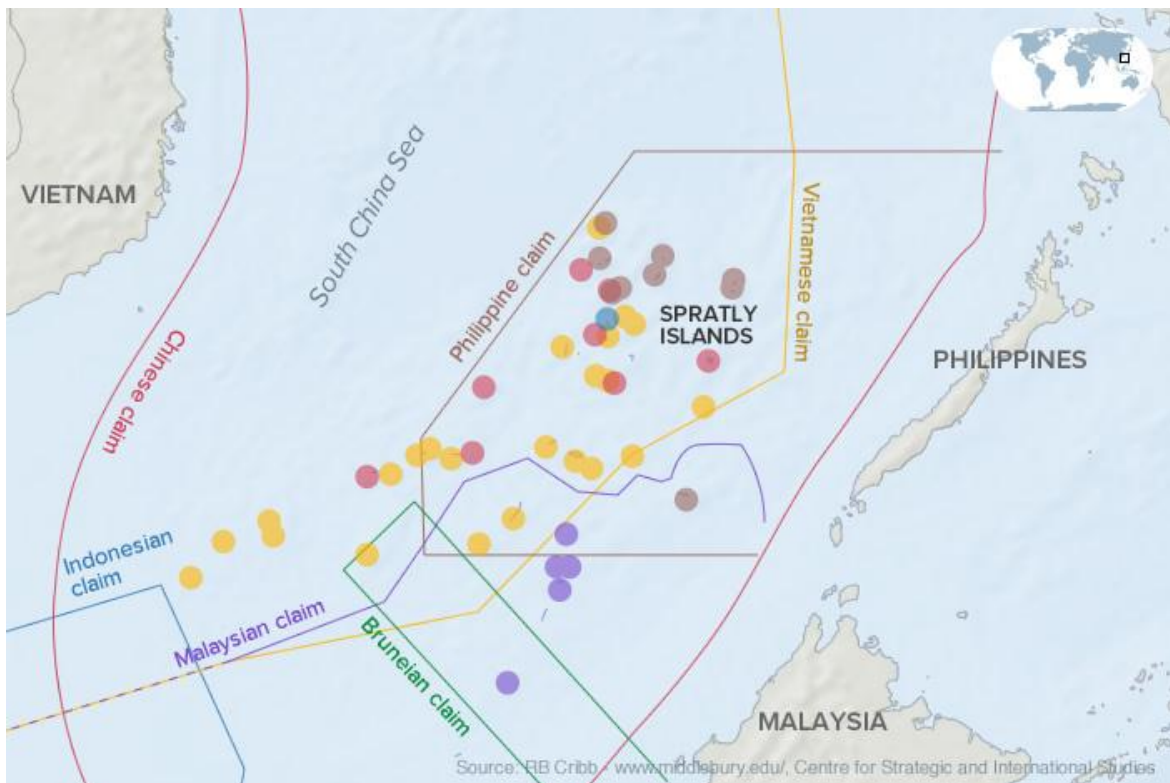 VIETNAM
South China Sea
Philippine claim
Vietnamese claim
SPRATLY
ISLANDS
PHILIPPINES
Chinese claim
Indonesian
claim
Malaysian claim
Bruneian claim
MALAYSIA
Source: RB Cribb - www.middlebury.edu/, Centre for Strategic and International Studies